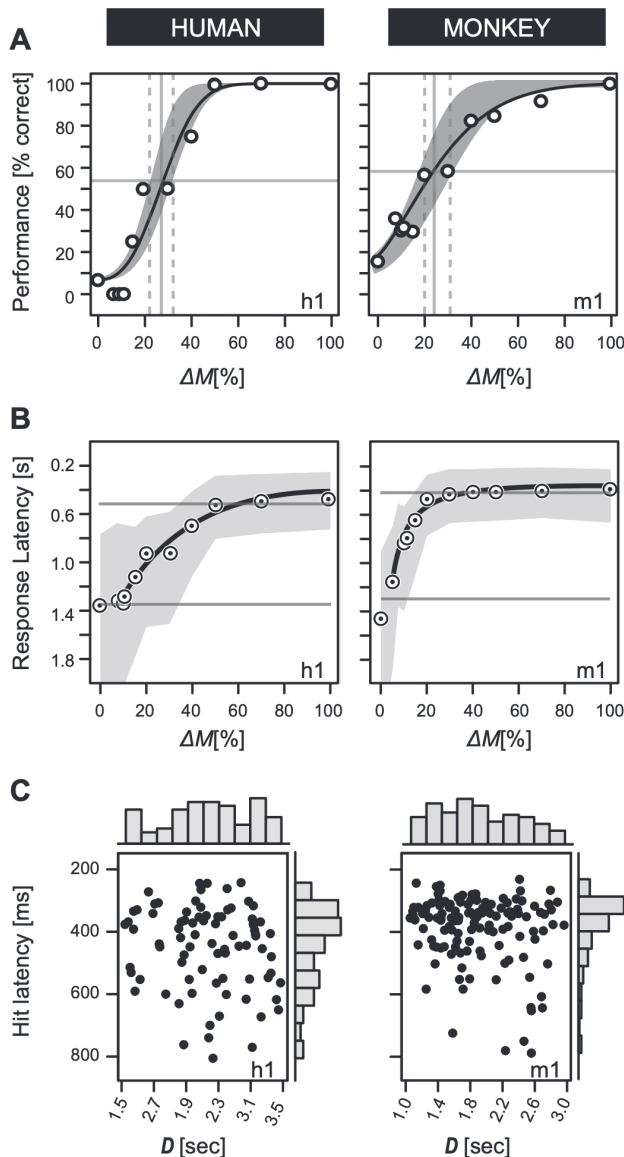 HUMAN MONKEY
A
Performance [% correct]
100
80
60
40
20
0
h1 m1
0 20 40 60 80 100 0 20 40 60 80 100
ΔM[%] ΔM[%]
B
Response Latency [s]
0.2
0.6
1.0
1.4
1.8
h1 m1
0 20 40 60 80 100 0 20 40 60 80 100
ΔM[%] ΔM[%]
C
Hit latency [ms]
200
400
600
800
h1 m1
1.5 2.7 1.9 2.3 3.1 3.5 1.0 1.4 1.8 2.2 2.6 3.0
D [sec] D [sec]